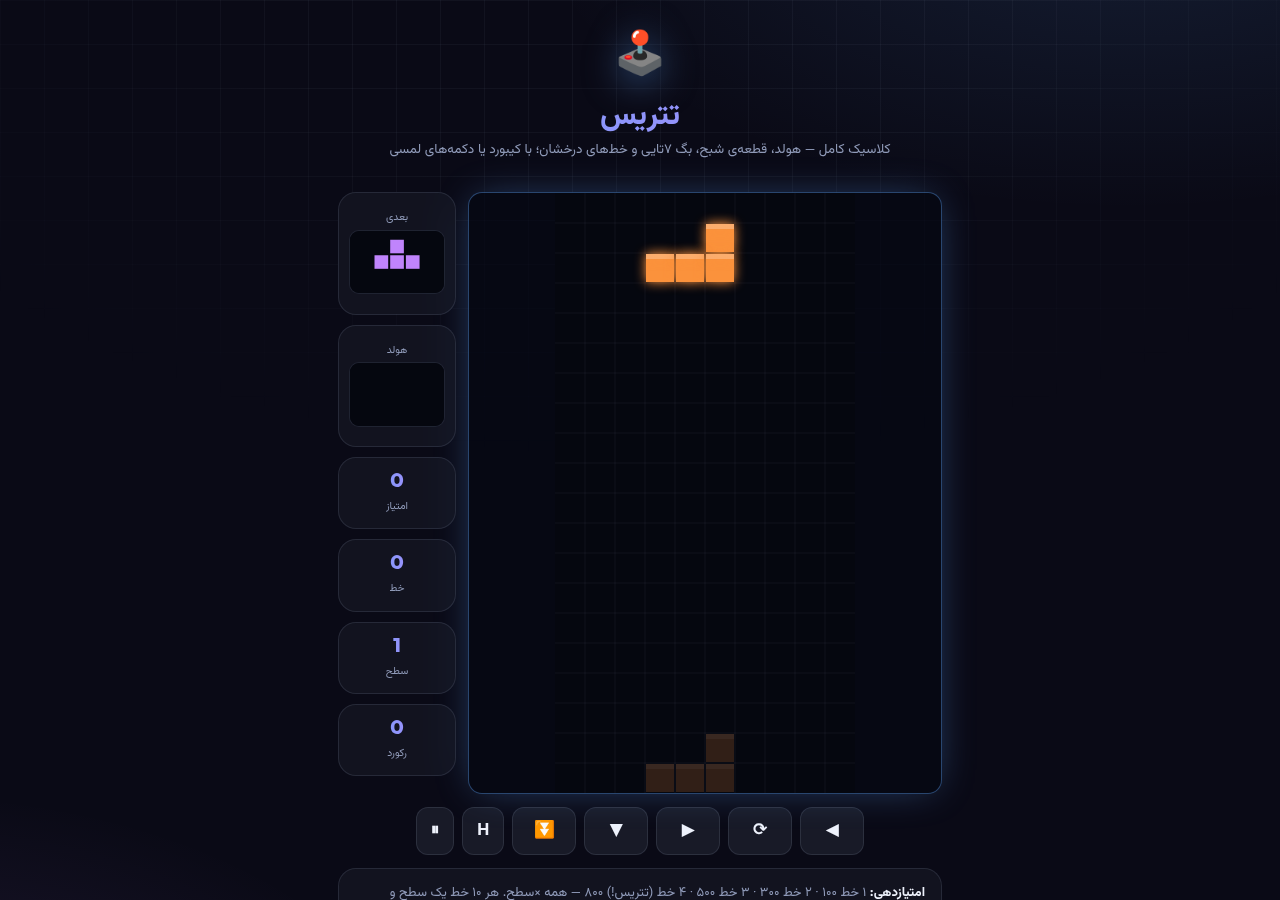 تتریس
کلاسیک کامل — هولد، قطعه‌ی شبح، بگ ۷تایی و خط‌های درخشان؛ با کیبورد یا دکمه‌های لمسی
بعدی
هولد
0
امتیاز
0
خط
1
سطح
0
رکورد
◀ ⟳ ▶ ▼ ⏬ H ⏸
امتیازدهی: ۱ خط ۱۰۰ · ۲ خط ۳۰۰ · ۳ خط ۵۰۰ · ۴ خط (تتریس!) ۸۰۰ — همه ×سطح. هر ۱۰ خط یک سطح و